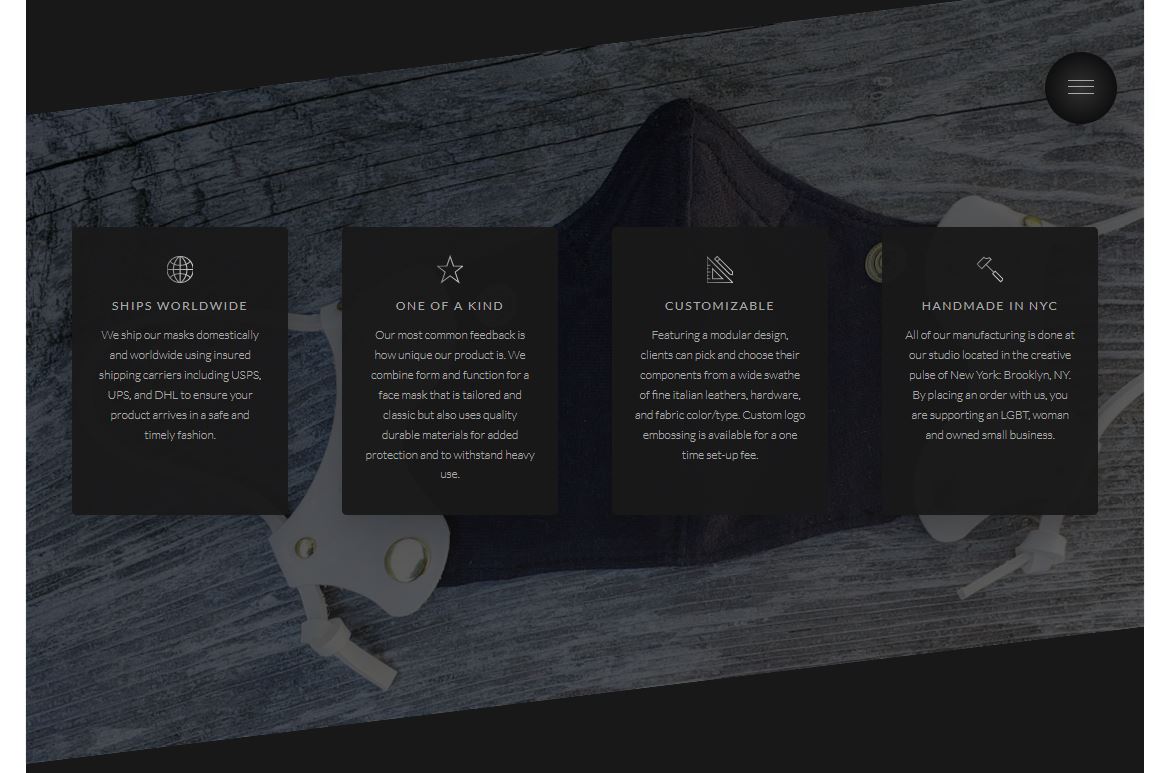 SHIPS WORLDWIDE
We ship our masks domestically
and worldwide using insured
shipping carriers including USPS,
UPS, and DHL to ensure your
product arrives in a safe and
timely fashion.
ONE OF A KIND
Our most common feedback is
how unique our product is. We
combine form and function for a
face mask that is tailored and
classic but also uses quality
durable materials for added
protection and to withstand heavy
use.
CUSTOMIZABLE
Featuring a modular design,
clients can pick and choose their
components from a wide swathe
of fine italian leathers, hardware,
and fabric color/type. Custom logo
embossing is available for a one
time set-up fee.
HANDMADE IN NYC
All of our manufacturing is done at
our studio located in the creative
pulse of New York: Brooklyn, NY.
By placing an order with us, you
are supporting an LGBT, woman
and owned small business.